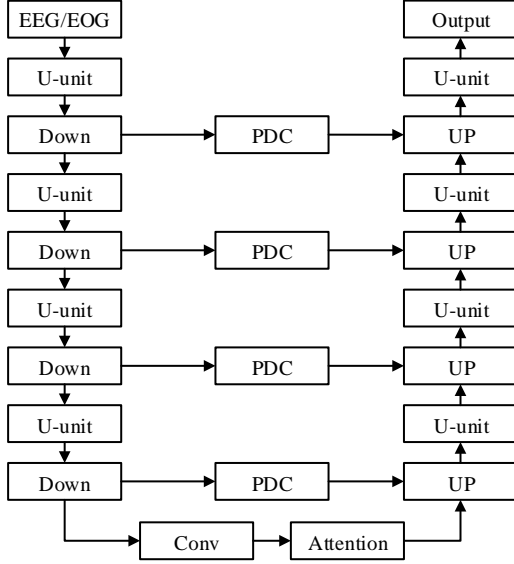 EEG/EOG
Output
U-unit
U-unit
Down
PDC
UP
U-unit
U-unit
Down
PDC
UP
U-unit
U-unit
Down
PDC
UP
U-unit
U-unit
Down
PDC
UP
Conv
Attention